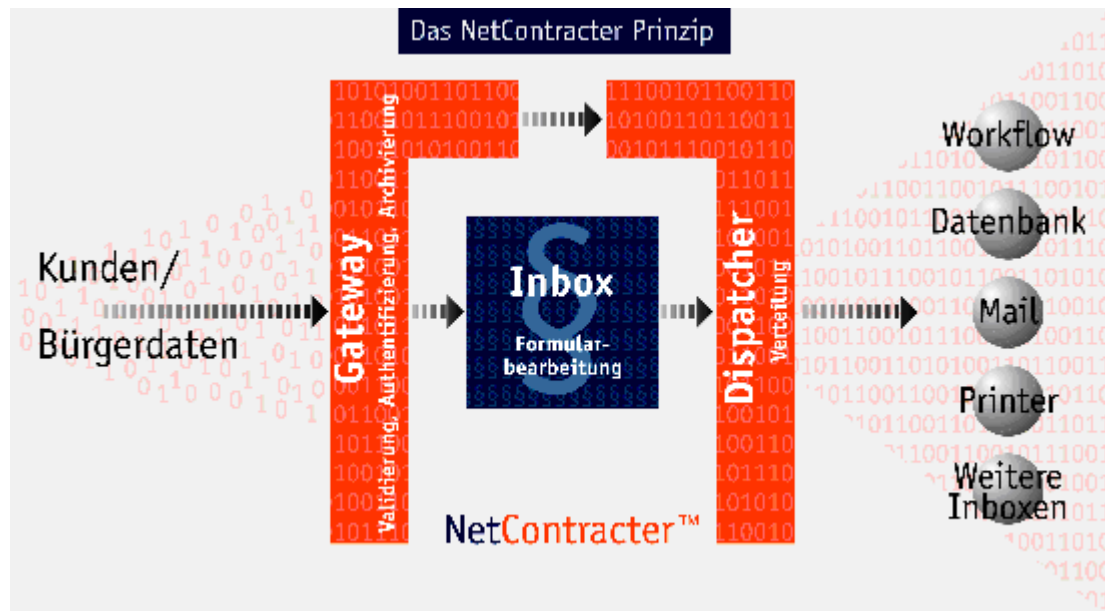 Das NetContracter Prinzip
Kunden/
Bürgerdaten
Gateway
Validierung, Authentifizierung, Archivierung
Inbox
Formular-
bearbeitung
Dispatcher
Verteilung
Workflow
Datenbank
Mail
Printer
Weitere
Inboxen
NetContracter™